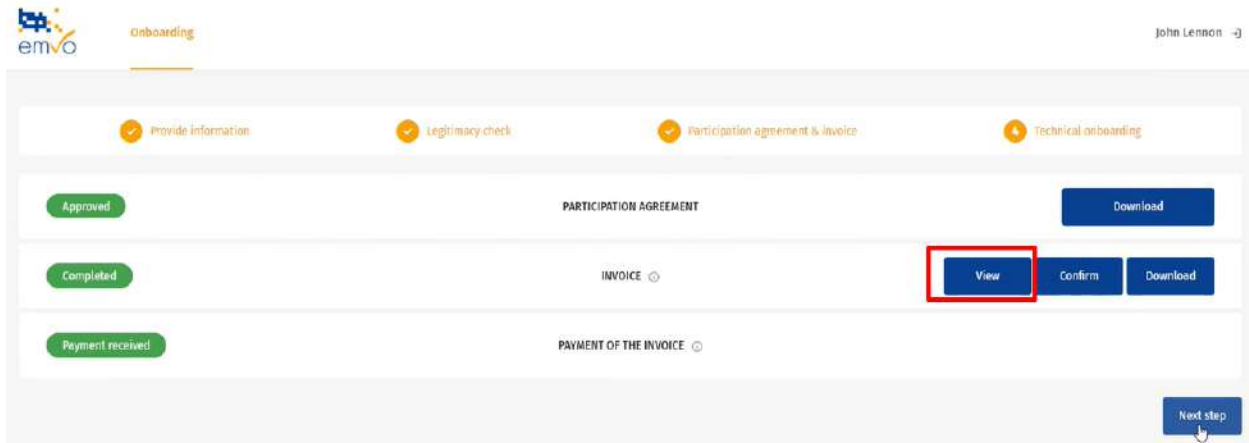 emvo
Onboarding
John Lennon
Provide information
Legitimacy check
Participation agreement & invoice
4 Technical onboarding
Approved
PARTICIPATION AGREEMENT
Download
Completed
INVOICE
View
Confirm
Download
Payment received
PAYMENT OF THE INVOICE
Next step